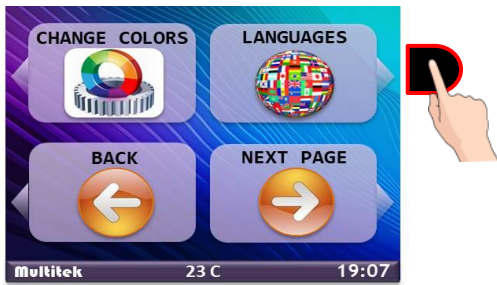 CHANGE COLORS
LANGUAGES
BACK
NEXT PAGE
Multitek 23 C 19:07